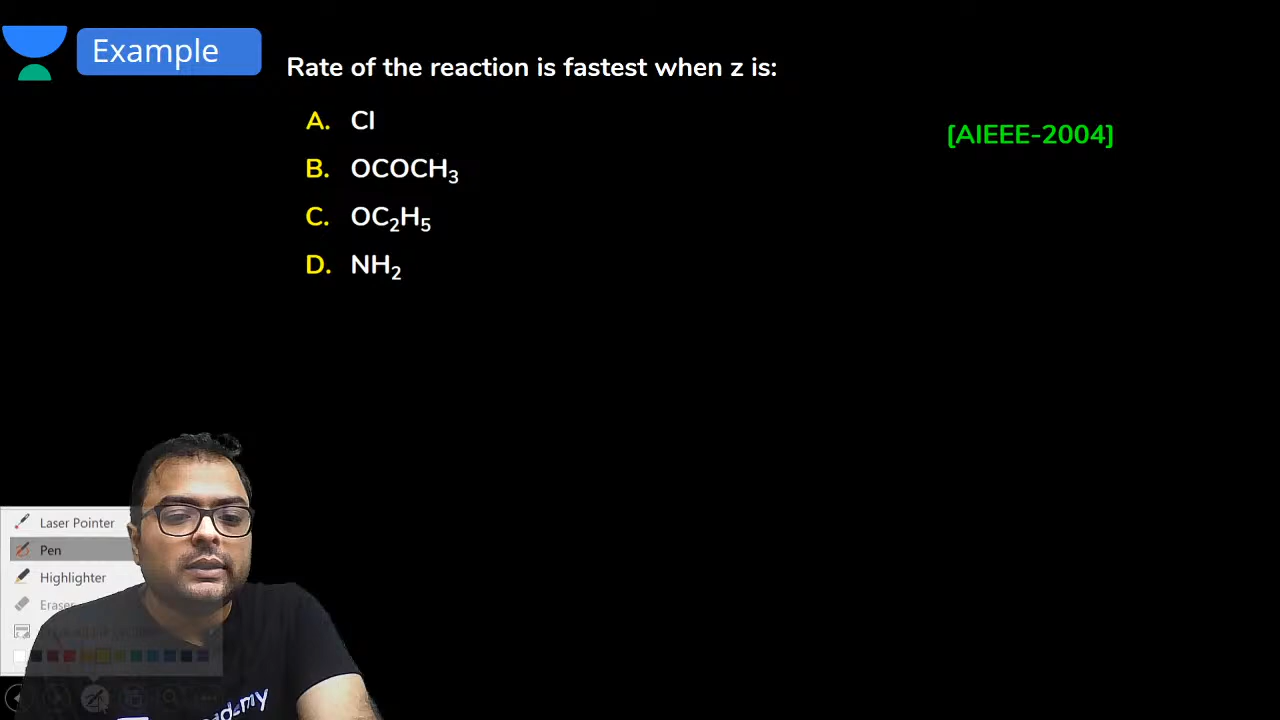 Example
Rate of the reaction is fastest when z is:
A. Cl
B. OCOCH₃
C. OC₂H₅
D. NH₂
[AIEEE-2004]
Laser Pointer
Pen
Highlighter
Eraser